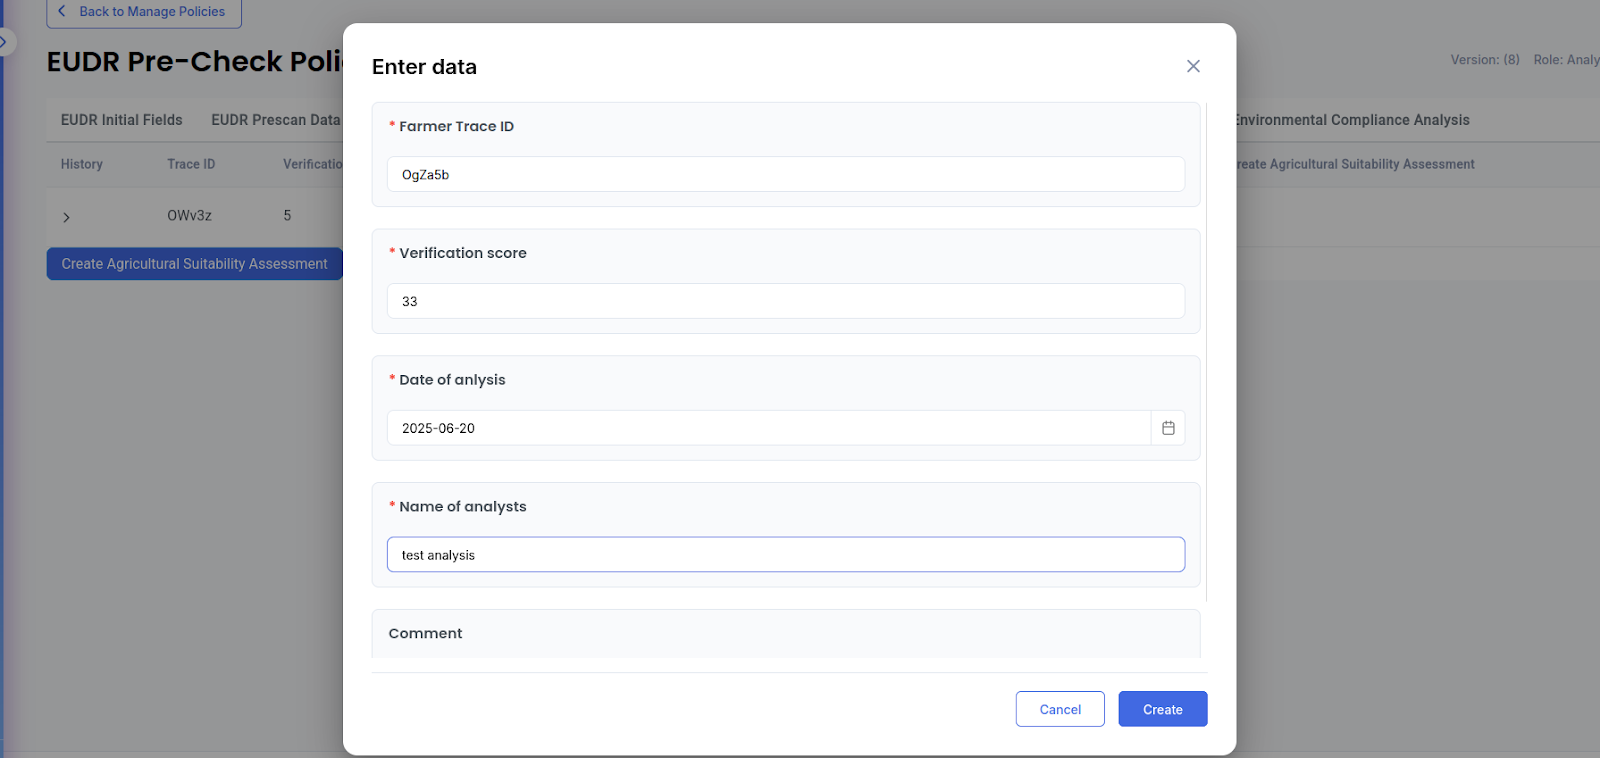 Back to Manage Policies
EUDR Pre-Check Poli
Version: (8) Role: Analy
EUDR Initial Fields EUDR Prescan Data Environmental Compliance Analysis
History Trace ID Verificatio reate Agricultural Suitability Assessment
OWv3z 5
Create Agricultural Suitability Assessment
Enter data
* Farmer Trace ID
OgZa5b
* Verification score
33
* Date of anlysis
2025-06-20
* Name of analysts
test analysis
Comment
Cancel Create